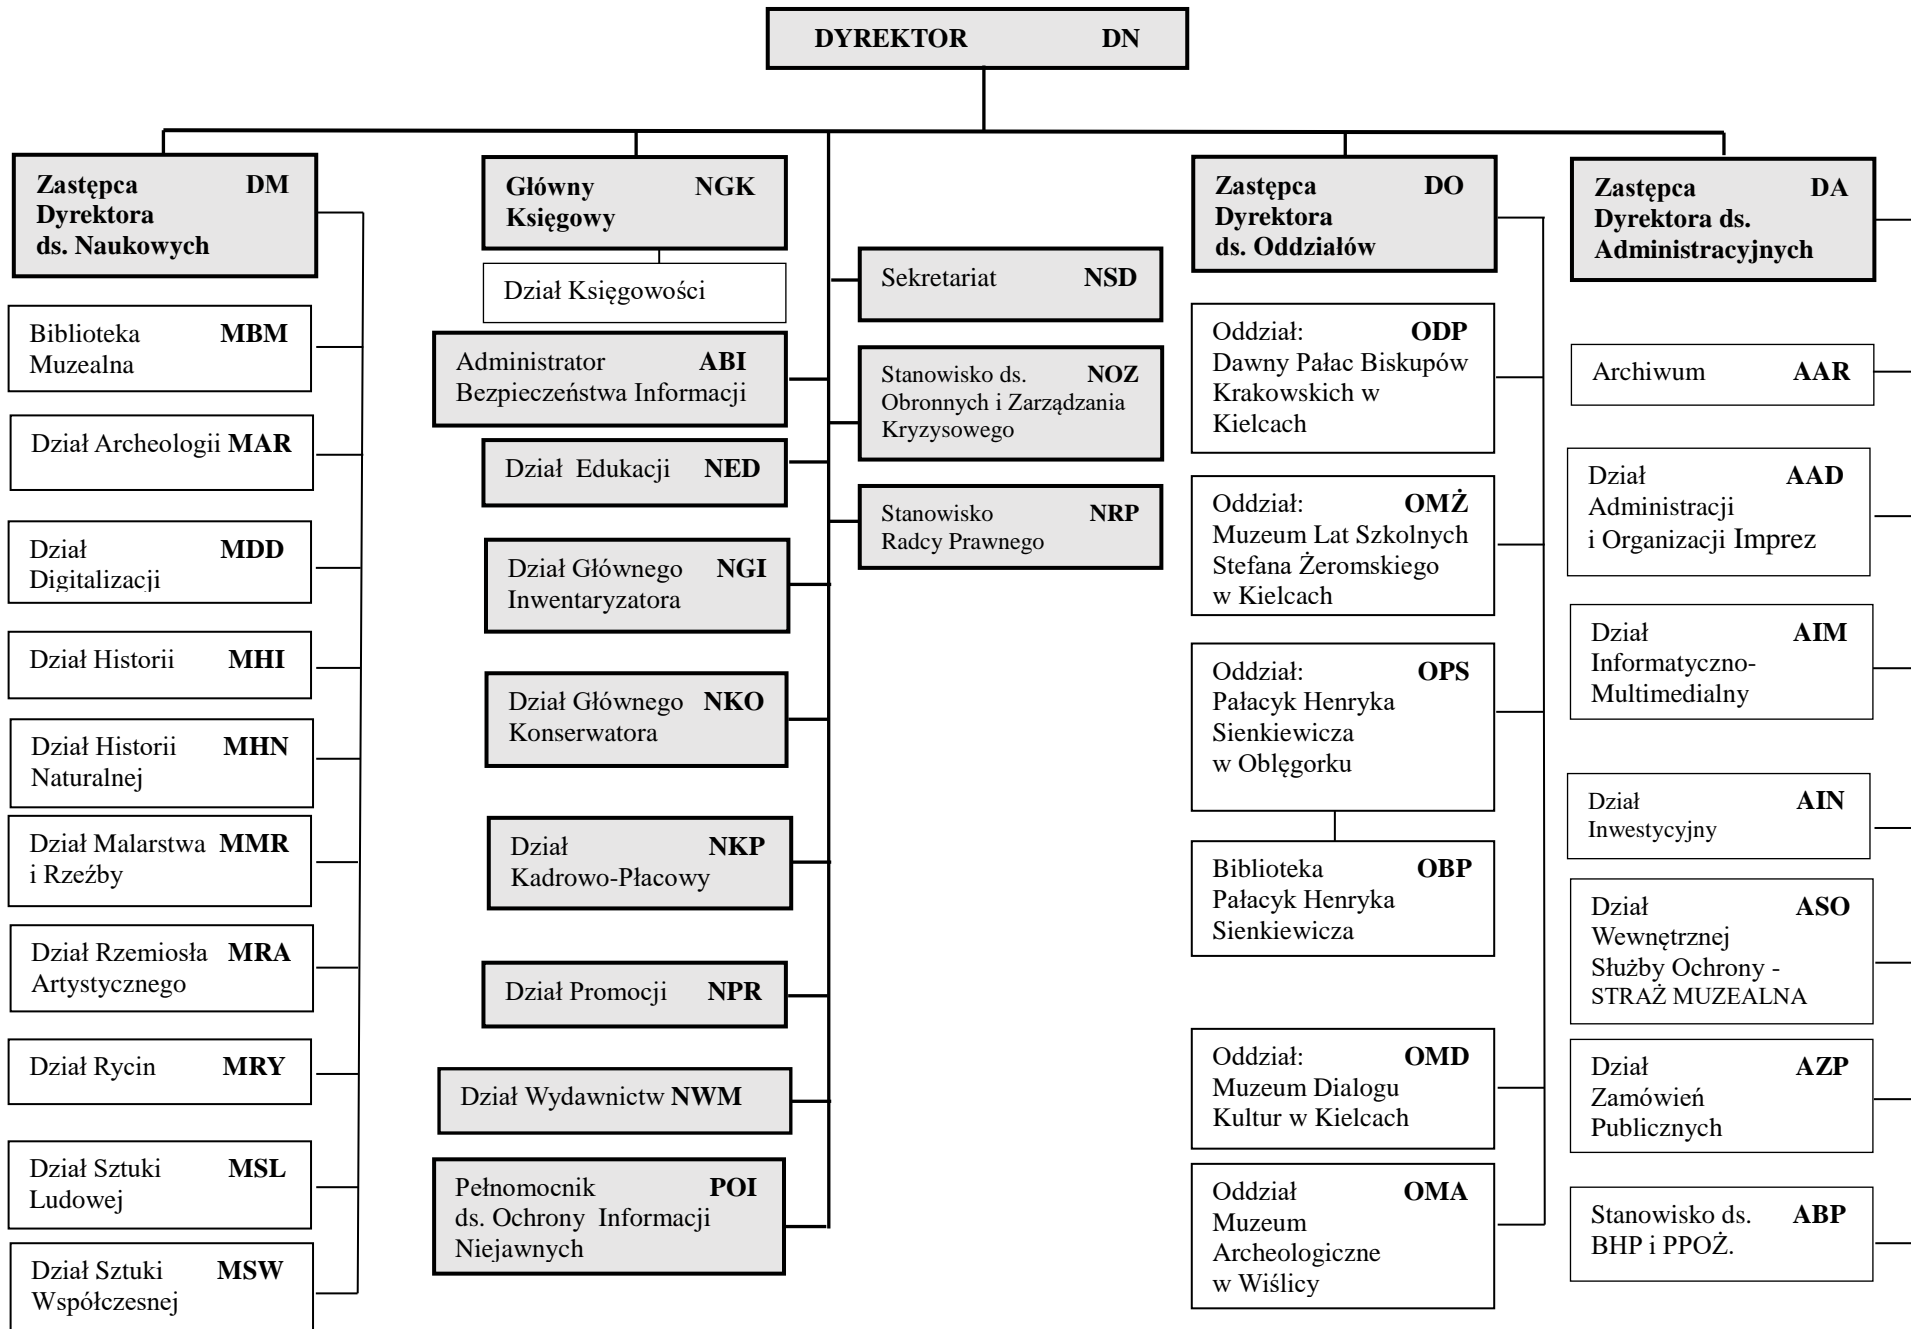 DYREKTOR DN
Zastępca DM
Dyrektora
ds. Naukowych
Biblioteka MBM
Muzealna
Dział Archeologii MAR
Dział MDD
Digitalizacji
Dział Historii MHI
Dział Historii MHN
Naturalnej
Dział Malarstwa MMR
i Rzeźby
Dział Rzemiosła MRA
Artystycznego
Dział Rycin MRY
Dział Sztuki MSL
Ludowej
Dział Sztuki MSW
Współczesnej
Główny NGK
Księgowy
Dział Księgowości
Administrator ABI
Bezpieczeństwa Informacji
Dział Edukacji NED
Dział Głównego NGI
Inwentaryzatora
Dział Głównego NKO
Konserwatora
Dział NKP
Kadrowo-Płacowy
Dział Promocji NPR
Dział Wydawnictw NWM
Pełnomocnik POI
ds. Ochrony Informacji
Niejawnych
Sekretariat NSD
Stanowisko ds. NOZ
Obronnych i Zarządzania
Kryzysowego
Stanowisko NRP
Radcy Prawnego
Zastępca DO
Dyrektora
ds. Oddziałów
Oddział: ODP
Dawny Pałac Biskupów
Krakowskich w
Kielcach
Oddział: OMŻ
Muzeum Lat Szkolnych
Stefana Żeromskiego
w Kielcach
Oddział: OPS
Pałacyk Henryka
Sienkiewicza
w Oblęgorku
Biblioteka OBP
Pałacyk Henryka
Sienkiewicza
Oddział: OMD
Muzeum Dialogu
Kultur w Kielcach
Oddział OMA
Muzeum
Archeologiczne
w Wiślicy
Zastępca DA
Dyrektora ds.
Administracyjnych
Archiwum AAR
Dział AAD
Administracji
i Organizacji Imprez
Dział AIM
Informatyczno-
Multimedialny
Dział AIN
Inwestycyjny
Dział ASO
Wewnętrznej
Służby Ochrony -
STRAŻ MUZEALNA
Dział AZP
Zamówień
Publicznych
Stanowisko ds. ABP
BHP i PPOŻ.